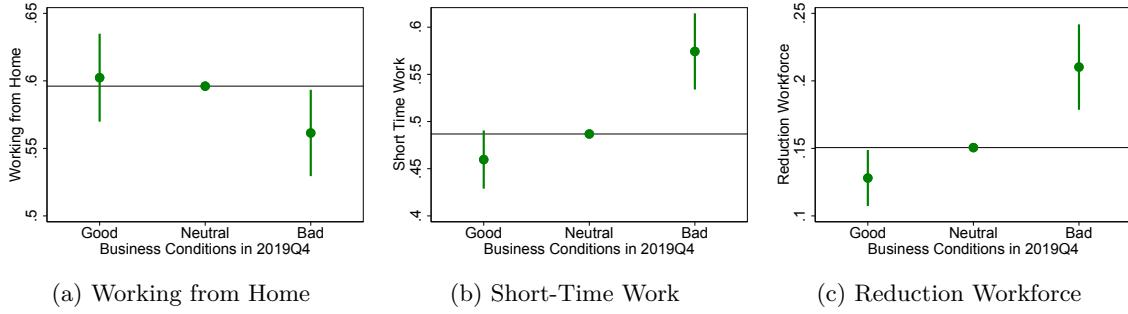 .65
.6
.55
.5
Working from Home
Good Neutral Bad
Business Conditions in 2019Q4
(a) Working from Home
.6
.55
.5
.45
.4
Short Time Work
Good Neutral Bad
Business Conditions in 2019Q4
(b) Short-Time Work
.25
.2
.15
.1
Reduction Workforce
Good Neutral Bad
Business Conditions in 2019Q4
(c) Reduction Workforce